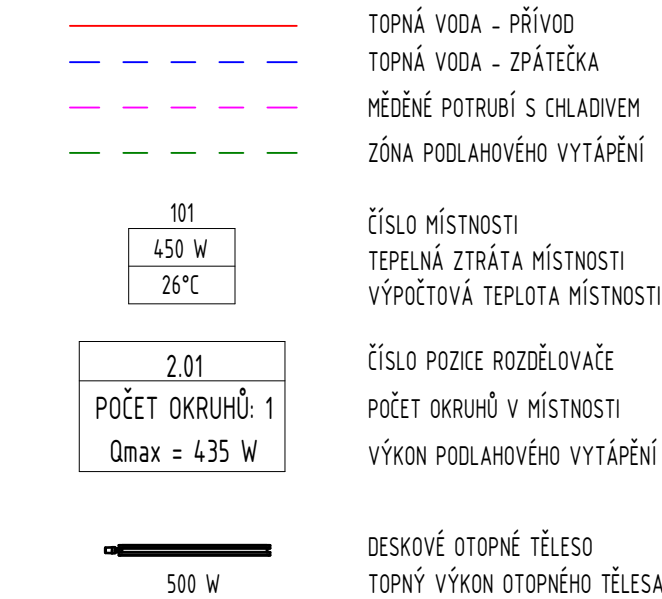 TOPNÁ VODA - PŘÍVOD
TOPNÁ VODA - ZPÁTEČKA
MĚDĚNÉ POTRUBÍ S CHLADIVEM
ZÓNA PODLAHOVÉHO VYTÁPĚNÍ
101
ČÍSLO MÍSTNOSTI
450 W
TEPELNÁ ZTRÁTA MÍSTNOSTI
26°C
VÝPOČTOVÁ TEPLOTA MÍSTNOSTI
2.01
ČÍSLO POZICE ROZDĚLOVAČE
POČET OKRUHŮ: 1
POČET OKRUHŮ V MÍSTNOSTI
Qmax = 435 W
VÝKON PODLAHOVÉHO VYTÁPĚNÍ
DESKOVÉ OTOPNÉ TĚLESO
500 W
TOPNÝ VÝKON OTOPNÉHO TĚLESA